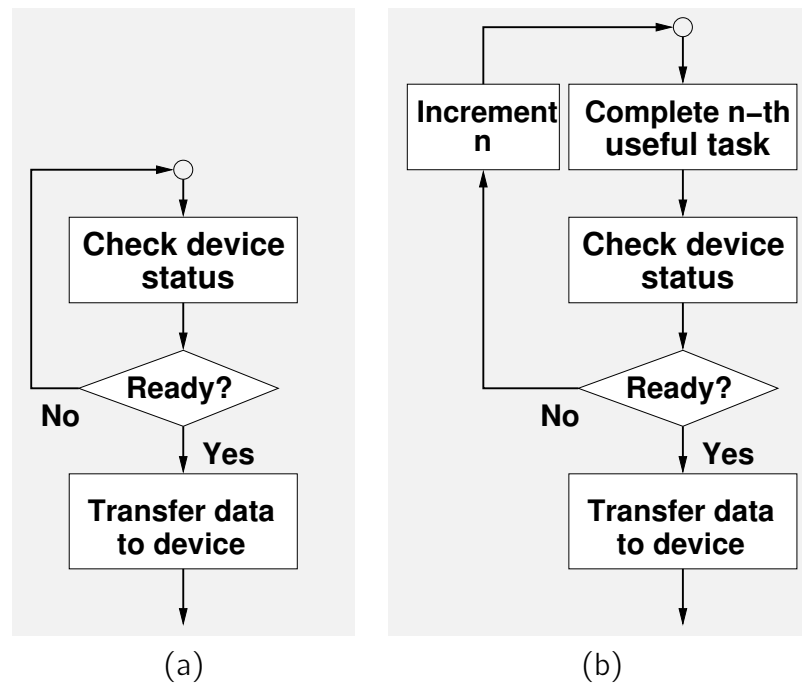 Check device
status
Ready?
No
Yes
Transfer data
to device
(a)
Increment
n
Complete n−th
useful task
Check device
status
Ready?
No
Yes
Transfer data
to device
(b)